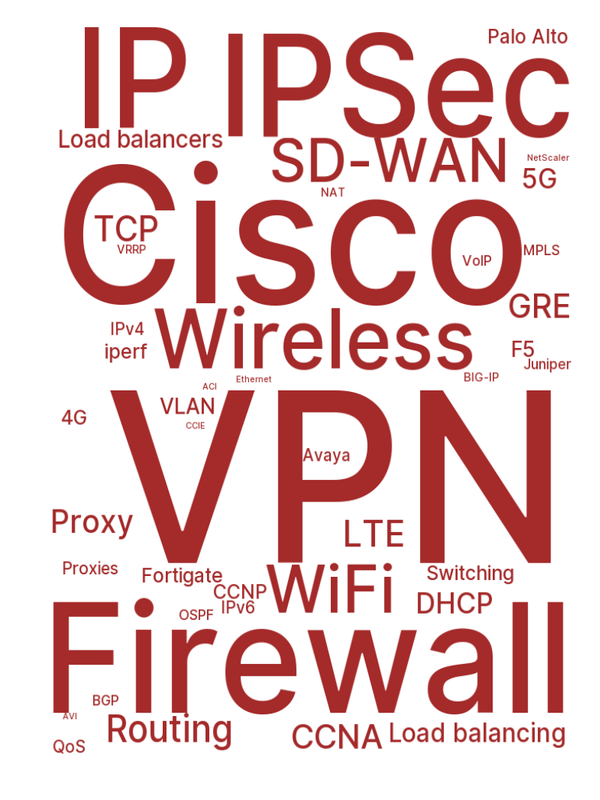 IP IPSec
Palo Alto
Load balancers
SD-WAN
NetScaler
5G
NAT
Cisco
TCP
VRRP
VoIP
MPLS
GRE
IPv4
Wireless
iperf
F5
Juniper
BIG-IP
Ethernet
ACI
VLAN
4G
CCIE
VPN
Avaya
Proxy
LTE
Proxies
Fortigate
WiFi
Switching
CCNP
IPv6
DHCP
OSPF
Firewall
BGP
AVI
Routing
CCNA
Load balancing
QoS